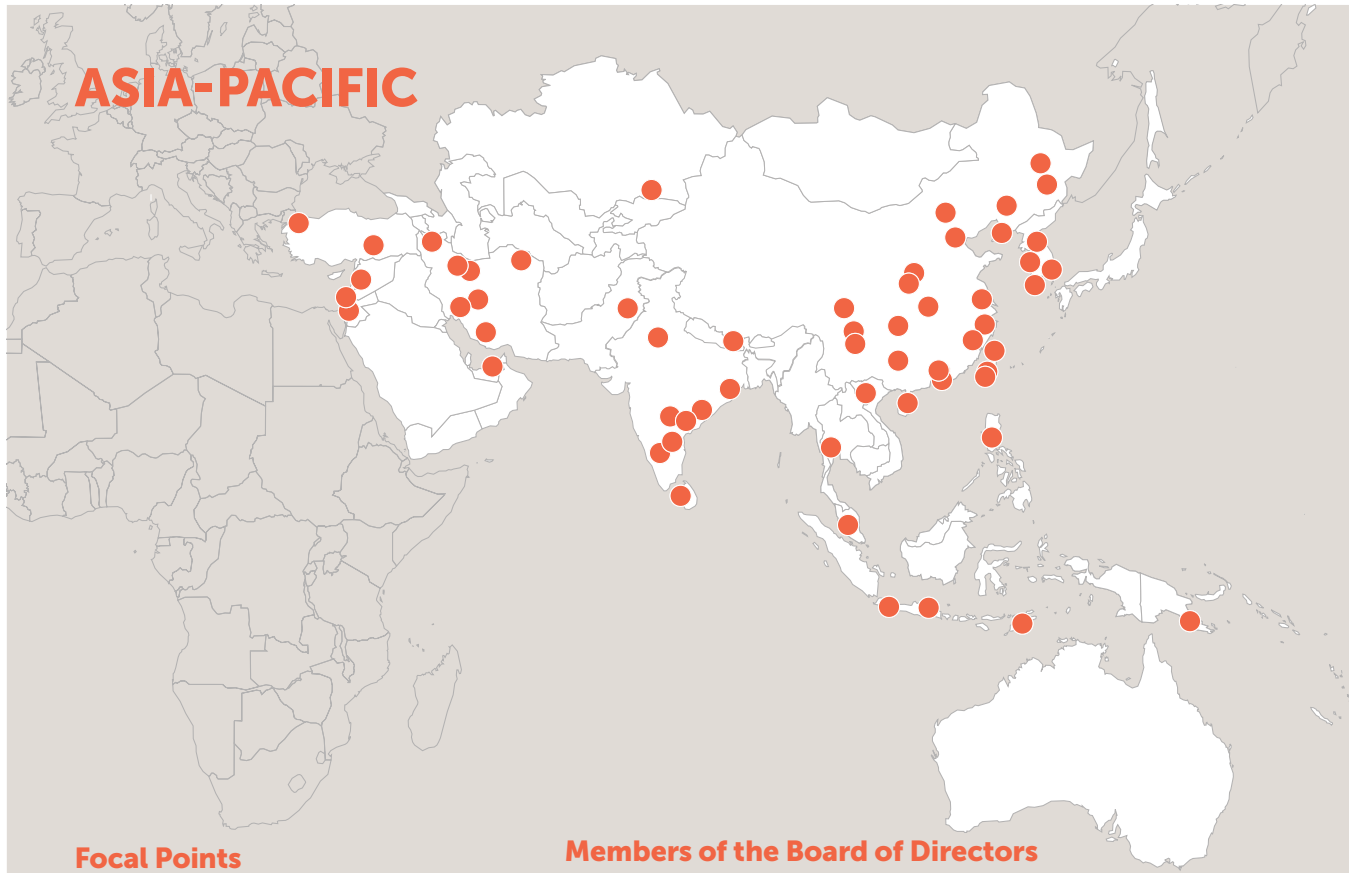 ASIA-PACIFIC
Focal Points
Members of the Board of Directors